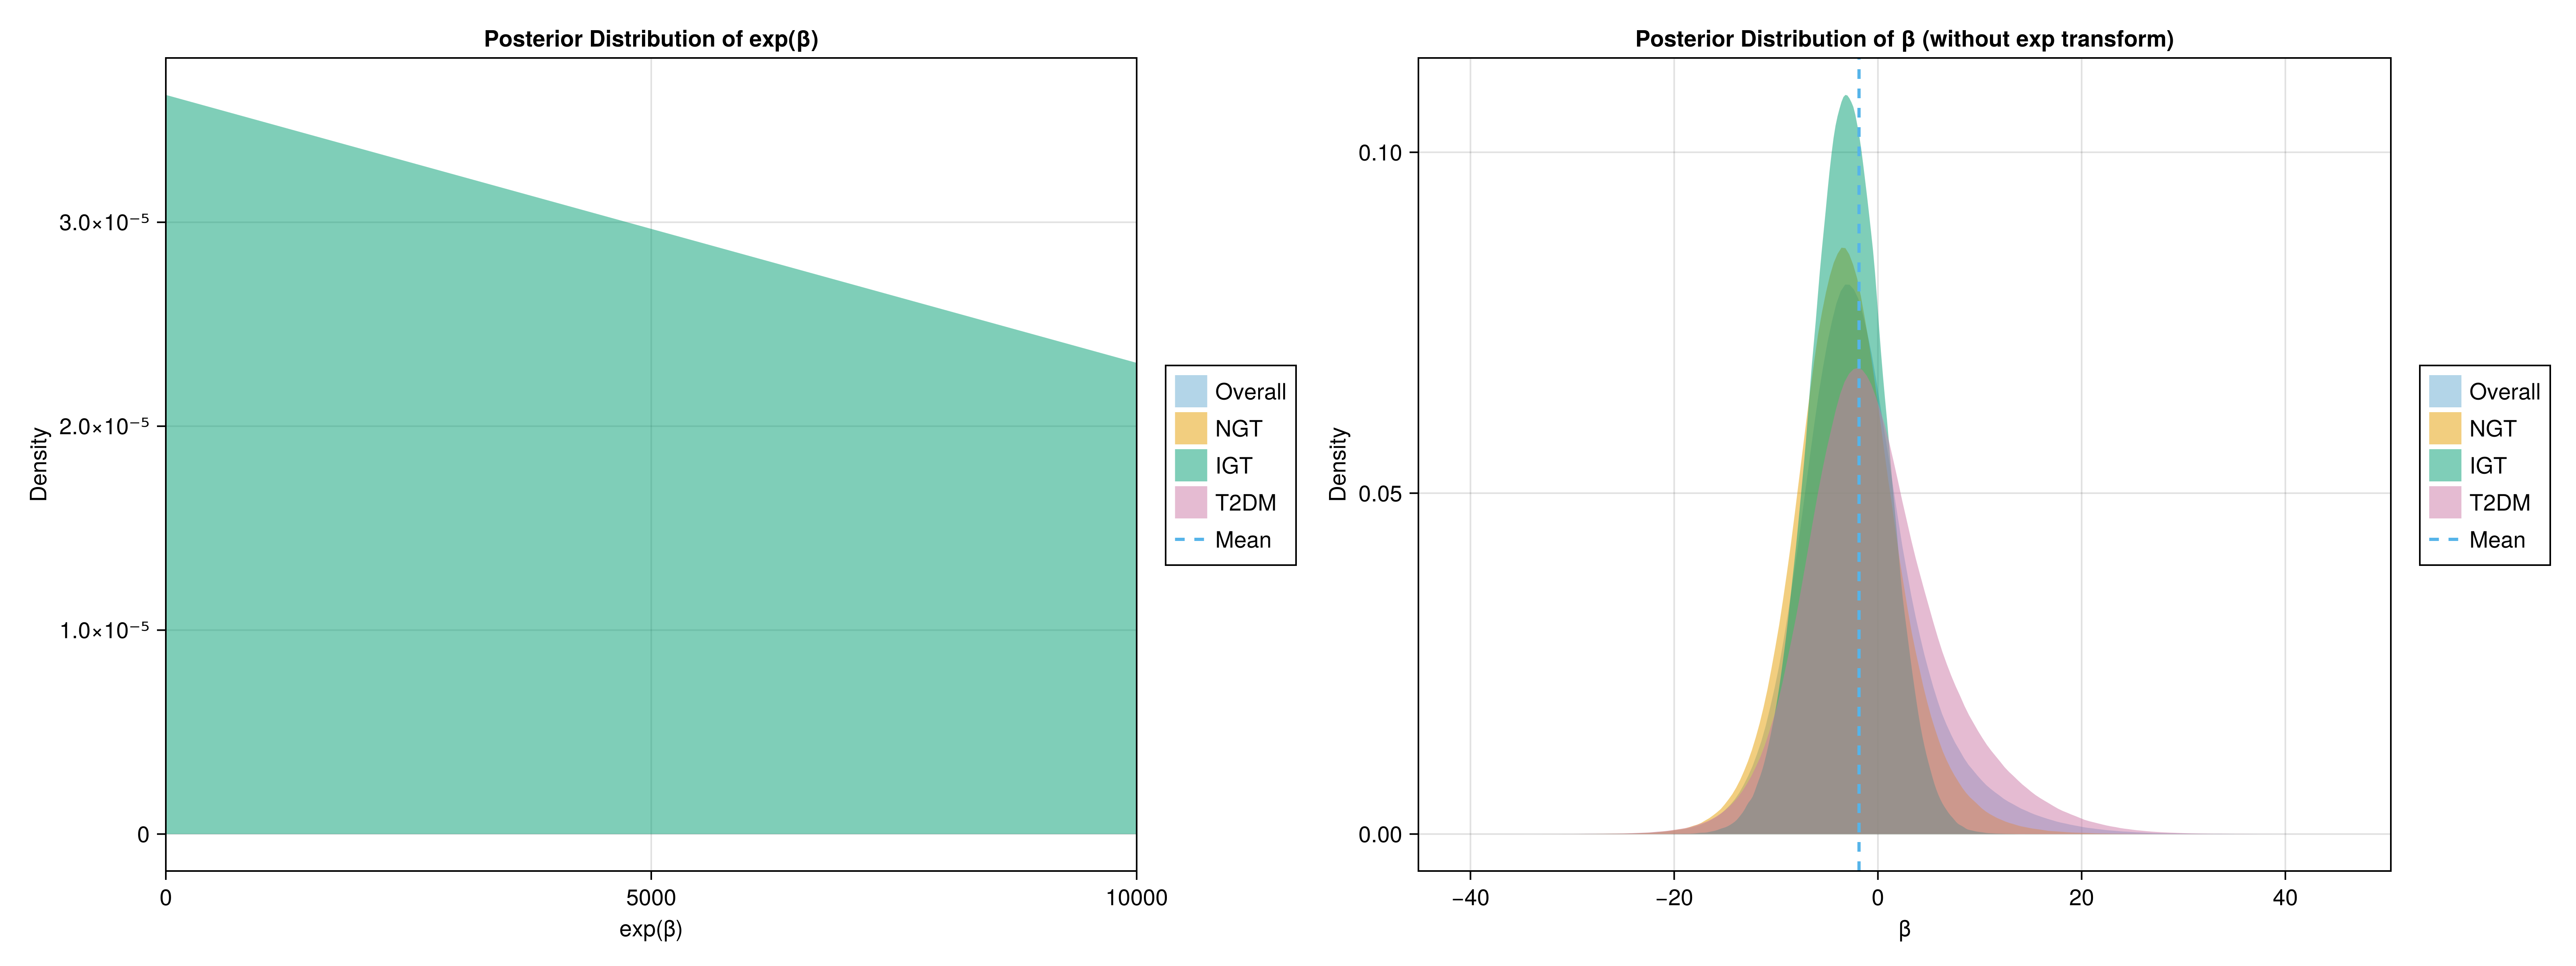 Posterior Distribution of exp(β)
Density
3.0×10⁻⁵
2.0×10⁻⁵
1.0×10⁻⁵
0
0
5000
10000
exp(β)
Overall
NGT
IGT
T2DM
Mean
Posterior Distribution of β (without exp transform)
Density
0.10
0.05
0.00
−40
−20
0
20
40
β
Overall
NGT
IGT
T2DM
Mean